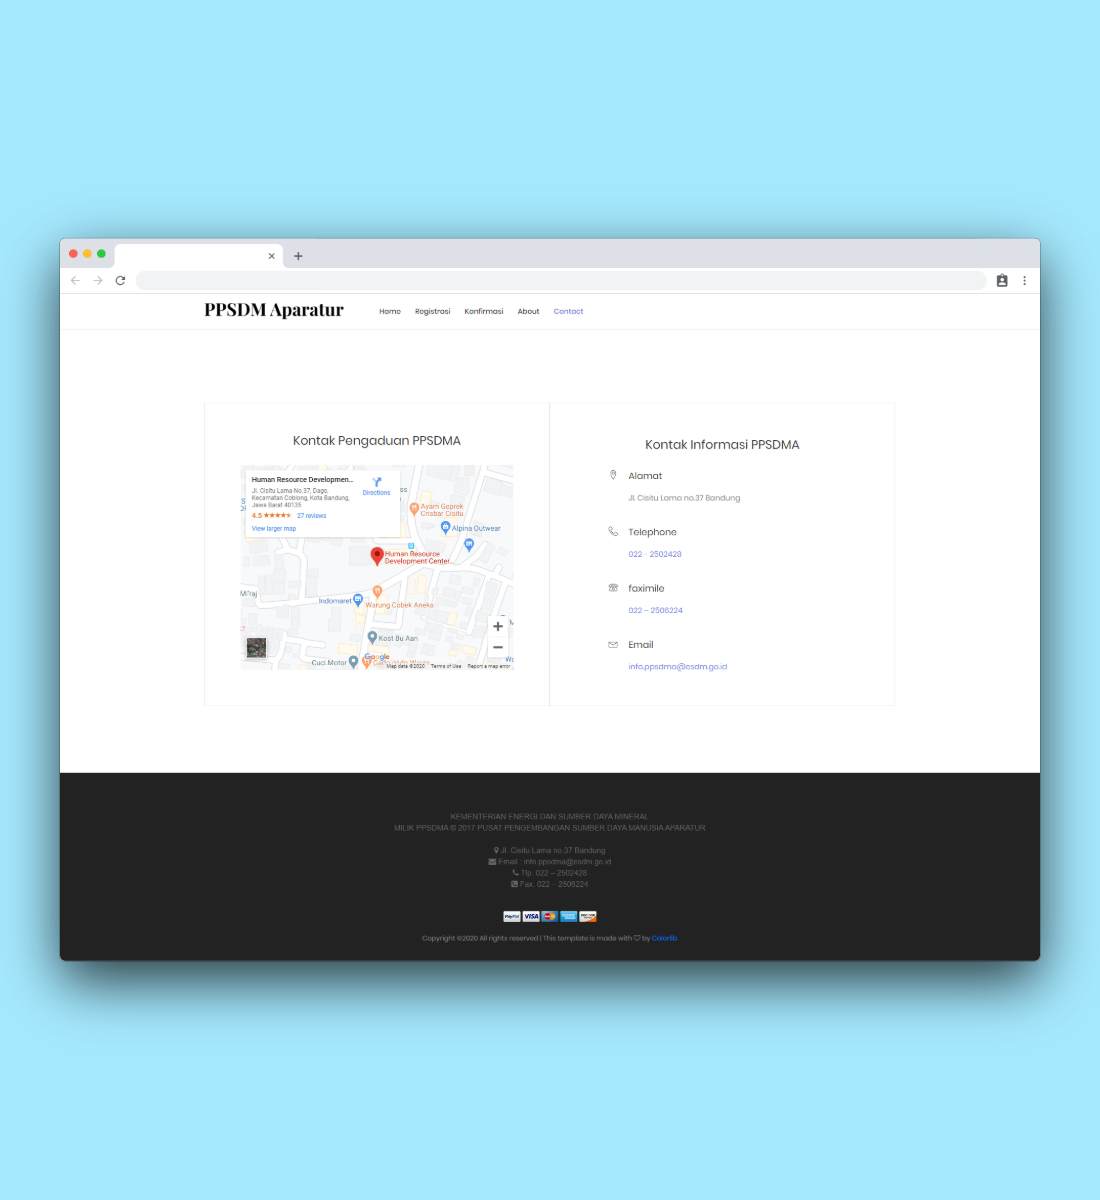 PPSDM Aparatur
Home Registrasi Konfirmasi About Contact
Kontak Pengaduan PPSDMA
Human Resource Developmen...
Jl. Cisitu Lama No.37, Dago,
Kecamatan Coblong, Kota Bandung,
Jawa Barat 40135
4.5 ★★★★★ 27 reviews
View larger map
Directions
Ayam Geprek
Crisbar Cisitu
Alpina Outwear
Human Resource
Development Center...
Mi'raj
Indomaret
Warung Cobek Aneka
Kost Bu Aan
Cuci Motor
Google
Map data ©2020 Terms of Use Report a map error
Kontak Informasi PPSDMA
Alamat
Jl. Cisitu Lama no.37 Bandung
Telephone
022 - 2502428
faximile
022 – 2506224
Email
info.ppsdma@esdm.go.id
KEMENTERIAN ENERGI DAN SUMBER DAYA MINERAL
MILIK PPSDMA © 2017 PUSAT PENGEMBANGAN SUMBER DAYA MANUSIA APARATUR
Jl. Cisitu Lama no.37 Bandung
Email : info.ppsdma@esdm.go.id
Tlp. 022 – 2502428
Fax. 022 – 2506224
PayPal VISA
Copyright ©2020 All rights reserved | This template is made with ♡ by Colorlib